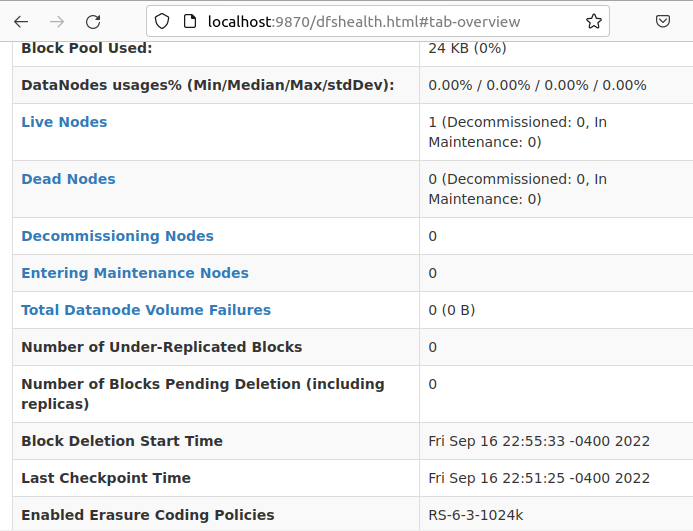 localhost:9870/dfshealth.html#tab-overview
Block Pool Used: 24 KB (0%)
DataNodes usages% (Min/Median/Max/stdDev): 0.00% / 0.00% / 0.00% / 0.00%
Live Nodes 1 (Decommissioned: 0, In
Maintenance: 0)
Dead Nodes 0 (Decommissioned: 0, In
Maintenance: 0)
Decommissioning Nodes 0
Entering Maintenance Nodes 0
Total Datanode Volume Failures 0 (0 B)
Number of Under-Replicated Blocks 0
Number of Blocks Pending Deletion (including 0
replicas)
Block Deletion Start Time Fri Sep 16 22:55:33 -0400 2022
Last Checkpoint Time Fri Sep 16 22:51:25 -0400 2022
Enabled Erasure Coding Policies RS-6-3-1024k